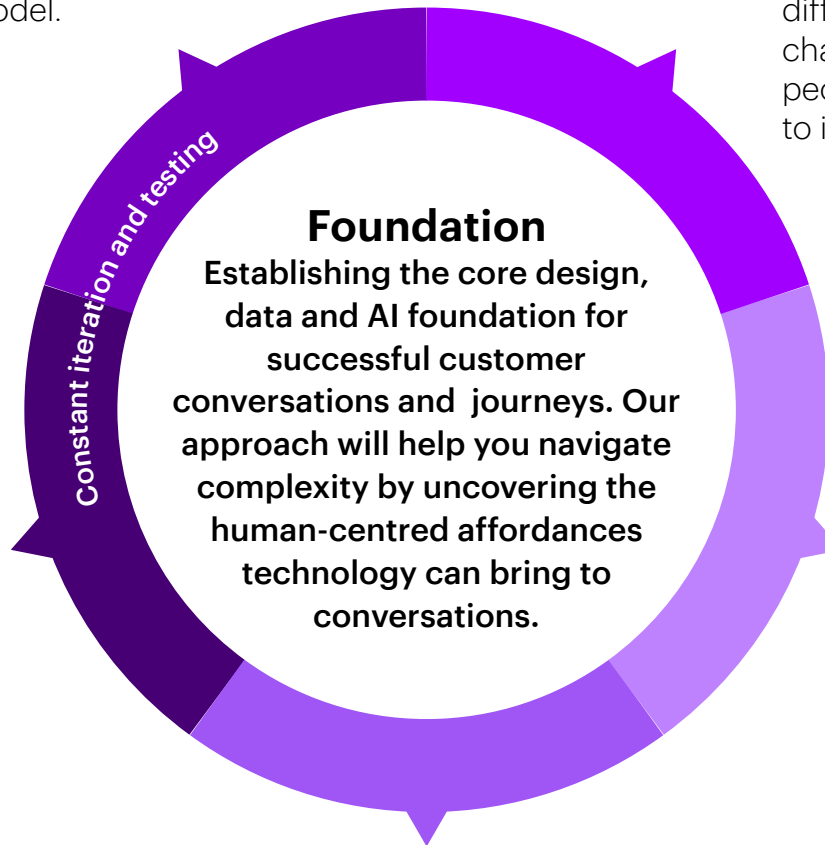 Foundation
Establishing the core design,
data and AI foundation for
successful customer
conversations and journeys. Our
approach will help you navigate
complexity by uncovering the
human-centred affordances
technology can bring to
conversations.
Constant iteration and testing
to